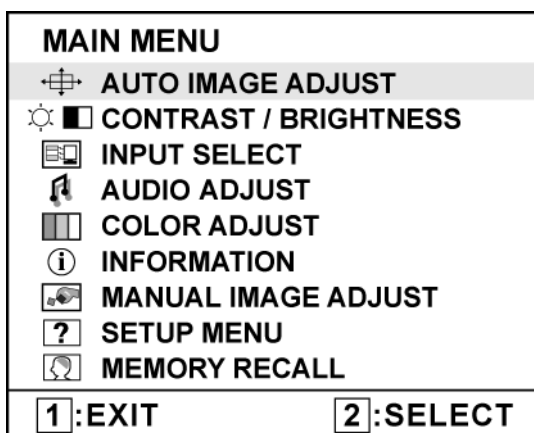 MAIN MENU
AUTO IMAGE ADJUST
CONTRAST / BRIGHTNESS
INPUT SELECT
AUDIO ADJUST
COLOR ADJUST
i INFORMATION
MANUAL IMAGE ADJUST
? SETUP MENU
MEMORY RECALL
1:EXIT 2:SELECT